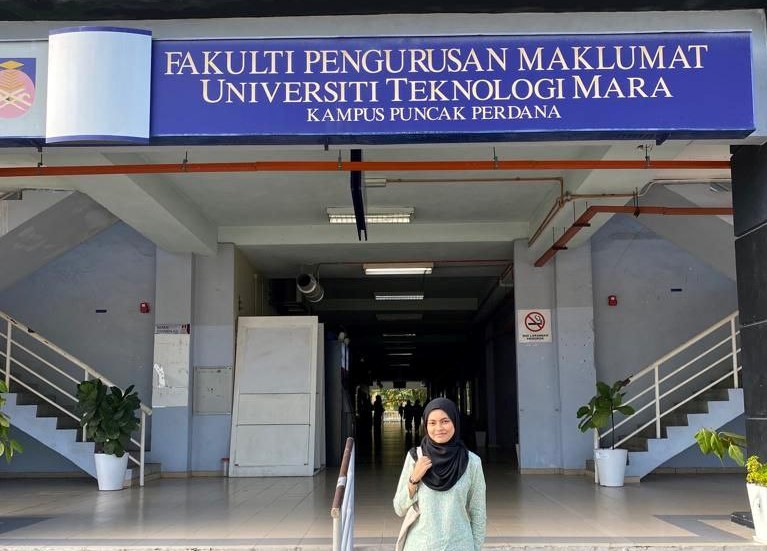 FAKULTI PENGURUSAN MAKLUMAT
UNIVERSITI TEKNOLOGI MARA
KAMPUS PUNCAK PERDANA